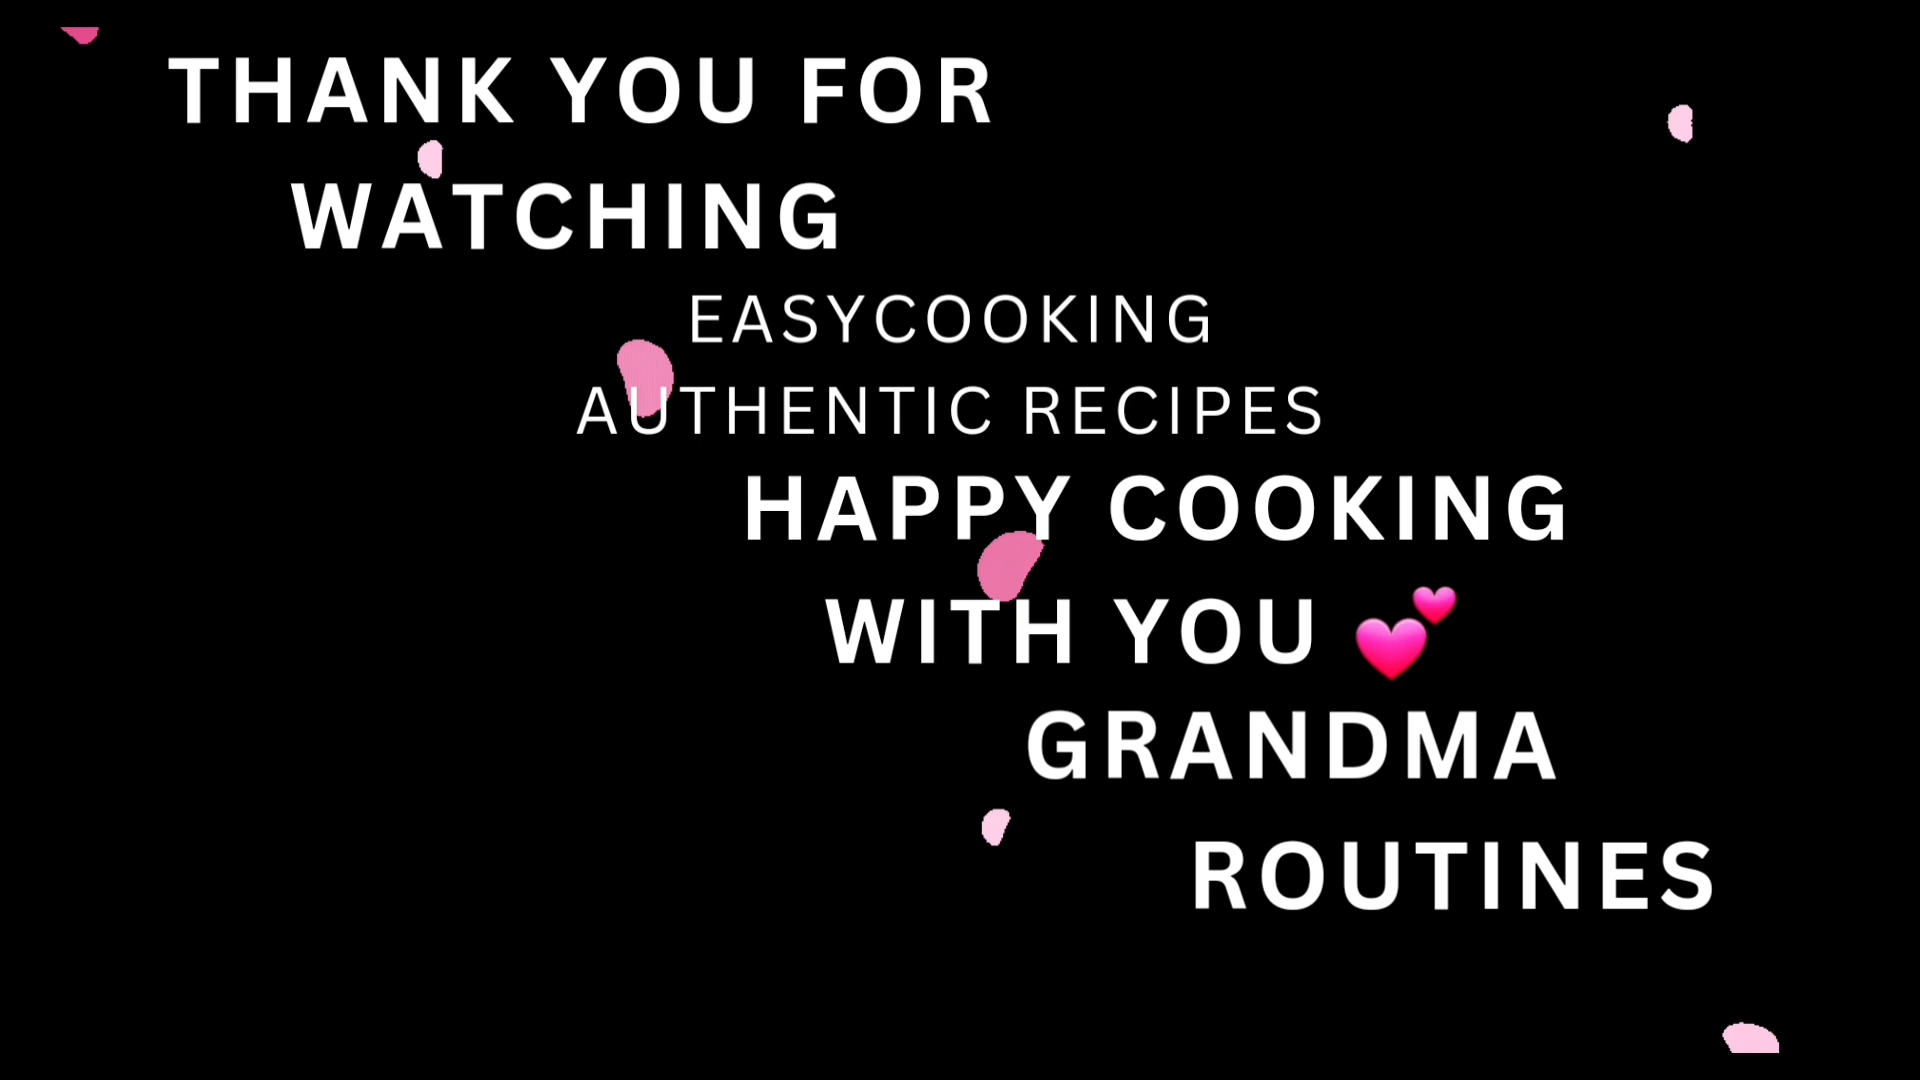 THANK YOU FOR
WATCHING
EASYCOOKING
AUTHENTIC RECIPES
HAPPY COOKING
WITH YOU 💕
GRANDMA
ROUTINES